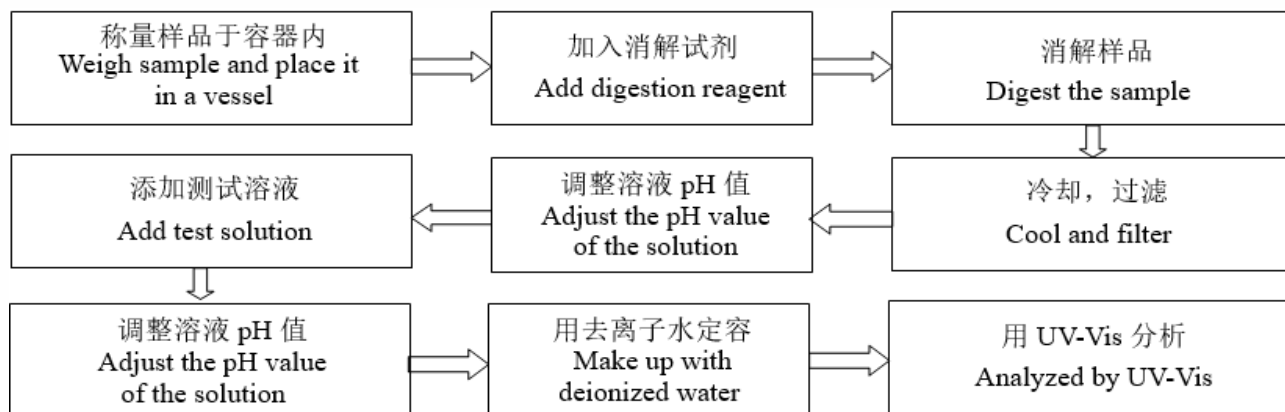 称量样品于容器内
Weigh sample and place it
in a vessel
加入消解试剂
Add digestion reagent
消解样品
Digest the sample
冷却，过滤
Cool and filter
调整溶液 pH 值
Adjust the pH value
of the solution
添加测试溶液
Add test solution
调整溶液 pH 值
Adjust the pH value
of the solution
用去离子水定容
Make up with
deionized water
用 UV-Vis 分析
Analyzed by UV-Vis